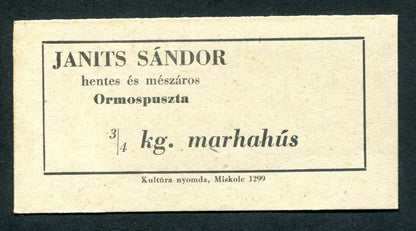 JANITS SÁNDOR
hentes és mészáros
Ormospuszta
3/4 kg. marhahús
Kultúra nyomda, Miskolc 3299